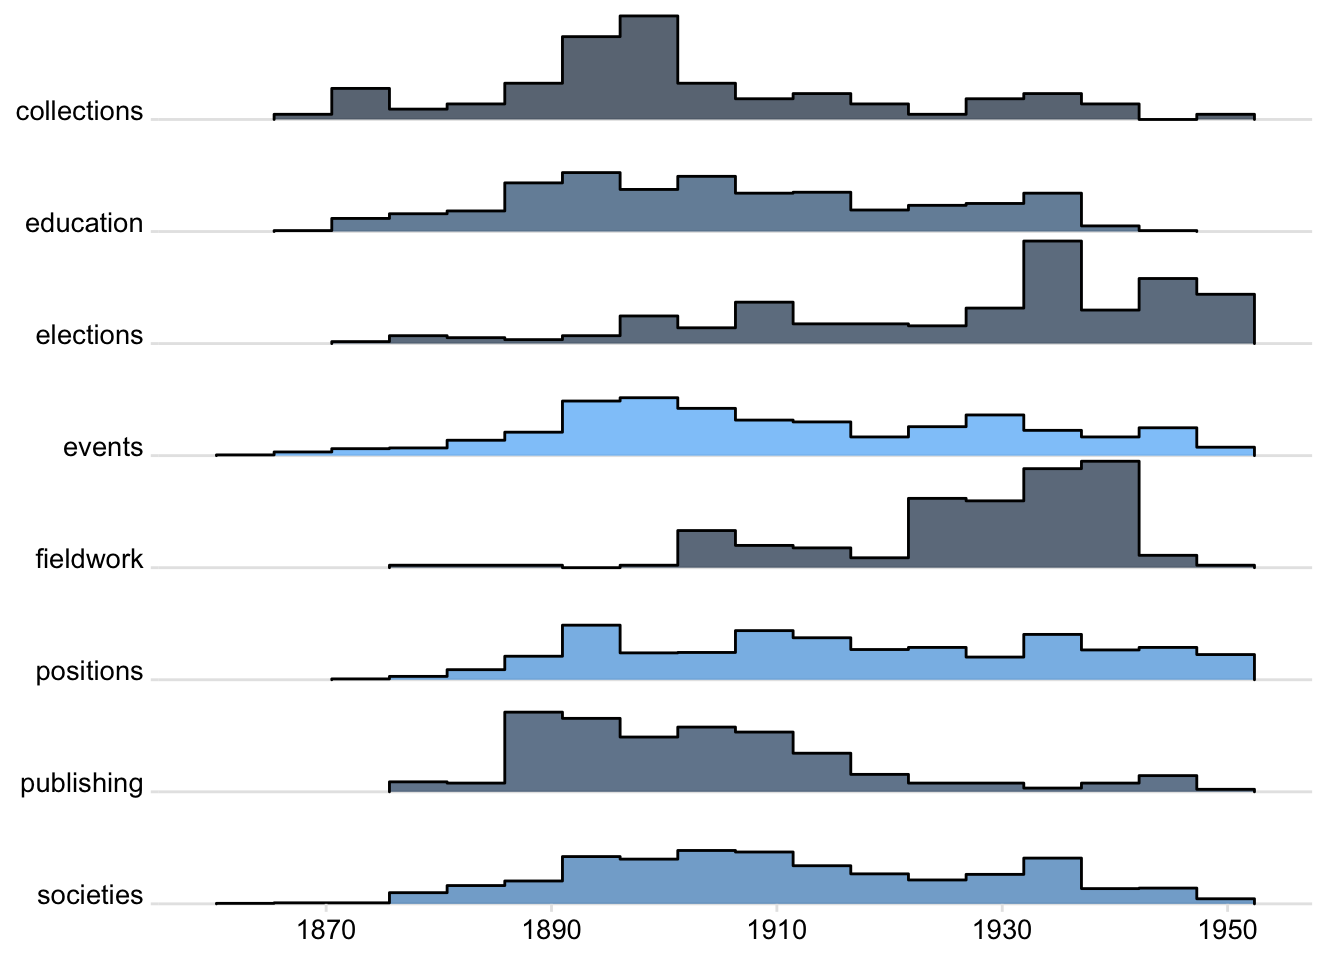 collections
education
elections
events
fieldwork
positions
publishing
societies
1870 1890 1910 1930 1950